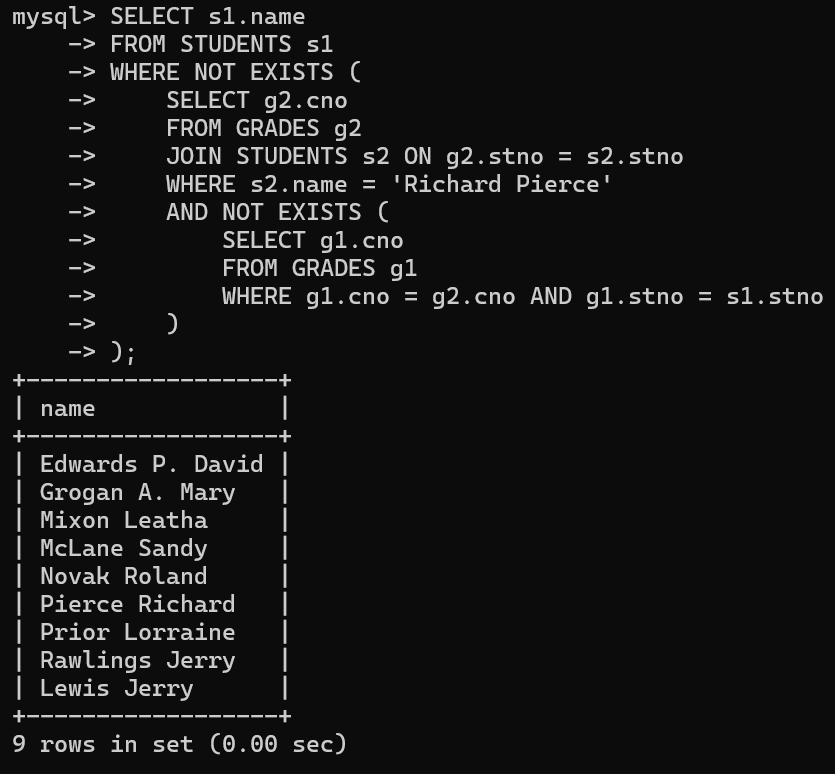 mysql> SELECT s1.name
    -> FROM STUDENTS s1
    -> WHERE NOT EXISTS (
    ->     SELECT g2.cno
    ->     FROM GRADES g2
    ->     JOIN STUDENTS s2 ON g2.stno = s2.stno
    ->     WHERE s2.name = 'Richard Pierce'
    ->     AND NOT EXISTS (
    ->         SELECT g1.cno
    ->         FROM GRADES g1
    ->         WHERE g1.cno = g2.cno AND g1.stno = s1.stno
    ->     )
    -> );
+------------------+
| name             |
+------------------+
| Edwards P. David |
| Grogan A. Mary   |
| Mixon Leatha     |
| McLane Sandy     |
| Novak Roland     |
| Pierce Richard   |
| Prior Lorraine   |
| Rawlings Jerry   |
| Lewis Jerry      |
+------------------+
9 rows in set (0.00 sec)